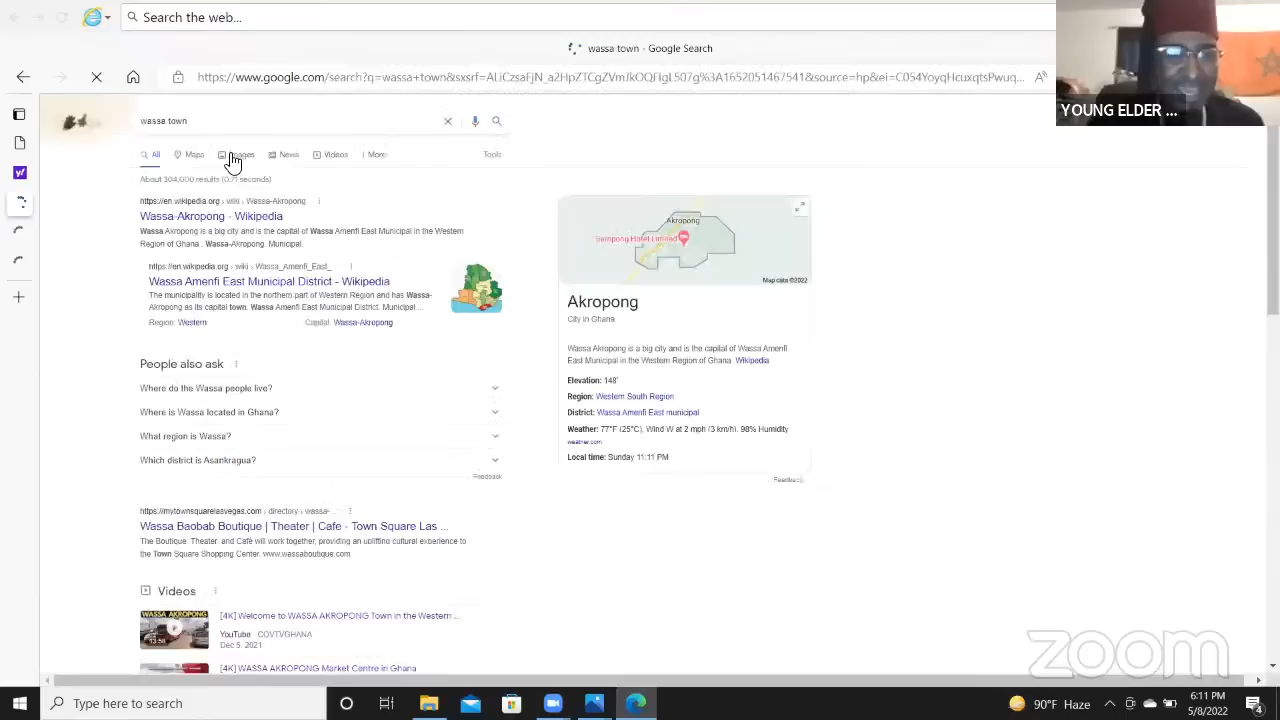 Search the web...
wassa town - Google Search
https://www.google.com/search?q=wassa+town&sxsrf=ALiCzsaFjN_a2HpZTCgZVmJkOQFIgL507g%3A1652051467541&source=hp&ei=C054YoyqHcuxqtsPwuq...
YOUNG ELDER ...
wassa town
All
Maps
Images
News
Videos
More
Tools
About 304,000 results (0.71 seconds)
https://en.wikipedia.org › wiki › Wassa-Akropong
Wassa-Akropong - Wikipedia
Wassa Akropong is a big city and is the capital of Wassa Amenfi East Municipal in the Western
Region of Ghana . Wassa-Akropong. Municipal.
https://en.wikipedia.org › wiki › Wassa_Amenfi_East_
Wassa Amenfi East Municipal District - Wikipedia
The municipality is located in the northern part of Western Region and has Wassa-
Akropong as its capital town. Wassa Amenfi East Municipal District. Municipal....
Region: Western
Capital: Wassa-Akropong
People also ask
Where do the Wassa people live?
Where is Wassa located in Ghana?
What region is Wassa?
Which district is Asankragua?
Feedback
https://mytownsquarelasvegas.com › directory › wassa-...
Wassa Baobab Boutique | Theater | Cafe - Town Square Las ...
The Boutique, Theater, and Café will work together, providing an uplifting cultural experience to
the Town Square Shopping Center. www.wassaboutique.com
Videos
WASSA AKROPONG
13:56
[4K] Welcome to WASSA AKROPONG Town in the Western ...
YouTube COVTVGHANA
Dec 5, 2021
[4K] WASSA AKROPONG Market Centre in Ghana
Akropong
Gempong Hotel Limited
Map data ©2022
Akropong
City in Ghana
Wassa Akropong is a big city and is the capital of Wassa Amenfi
East Municipal in the Western Region of Ghana. Wikipedia
Elevation: 148'
Region: Western South Region
District: Wassa Amenfi East municipal
Weather: 77°F (25°C), Wind W at 2 mph (3 km/h), 98% Humidity
weather.com
Local time: Sunday 11:11 PM
Feedback
zoom
Type here to search
90°F Haze
6:11 PM
5/8/2022
4